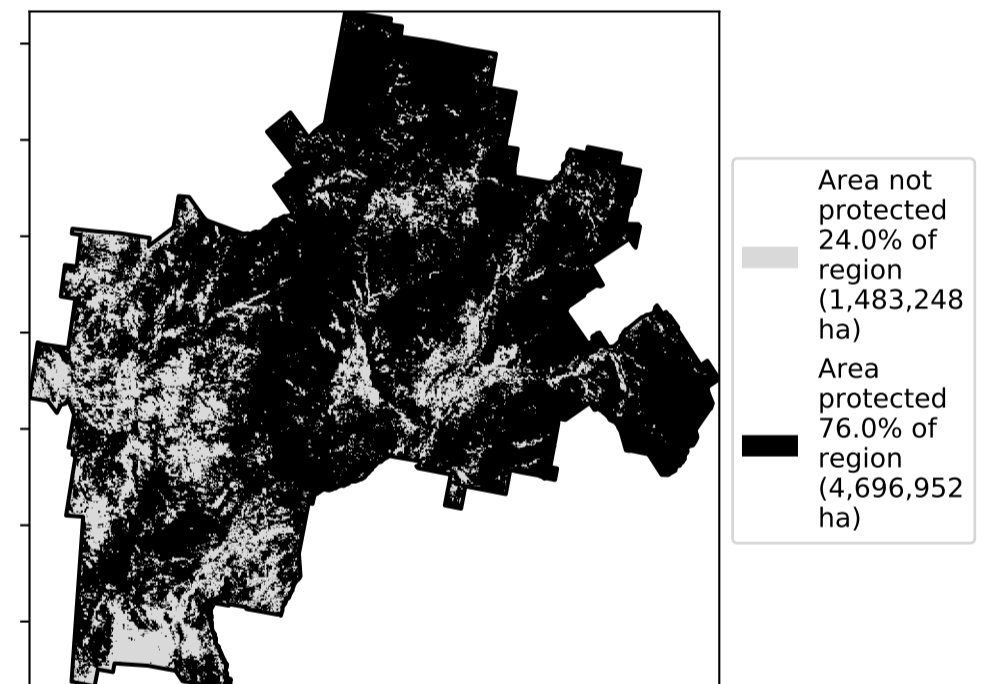 Area not
protected
24.0% of
region
(1,483,248
ha)
Area
protected
76.0% of
region
(4,696,952
ha)